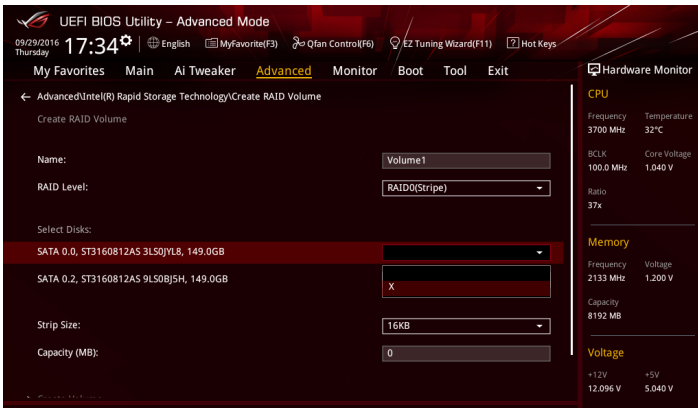 UEFI BIOS Utility – Advanced Mode
09/29/2016 Thursday 17:34 English MyFavorite(F3) Qfan Control(F6) EZ Tuning Wizard(F11) ? Hot Keys
My Favorites Main Ai Tweaker Advanced Monitor Boot Tool Exit
← Advanced\Intel(R) Rapid Storage Technology\Create RAID Volume
Create RAID Volume
Name: Volume1
RAID Level: RAID0(Stripe)
Select Disks:
SATA 0.0, ST3160812AS 3LS0JYL8, 149.0GB
X
SATA 0.2, ST3160812AS 9LS0BJ5H, 149.0GB
Strip Size: 16KB
Capacity (MB): 0
Create Volume
Hardware Monitor
CPU
Frequency Temperature
3700 MHz 32°C
BCLK Core Voltage
100.0 MHz 1.040 V
Ratio
37x
Memory
Frequency Voltage
2133 MHz 1.200 V
Capacity
8192 MB
Voltage
+12V +5V
12.096 V 5.040 V